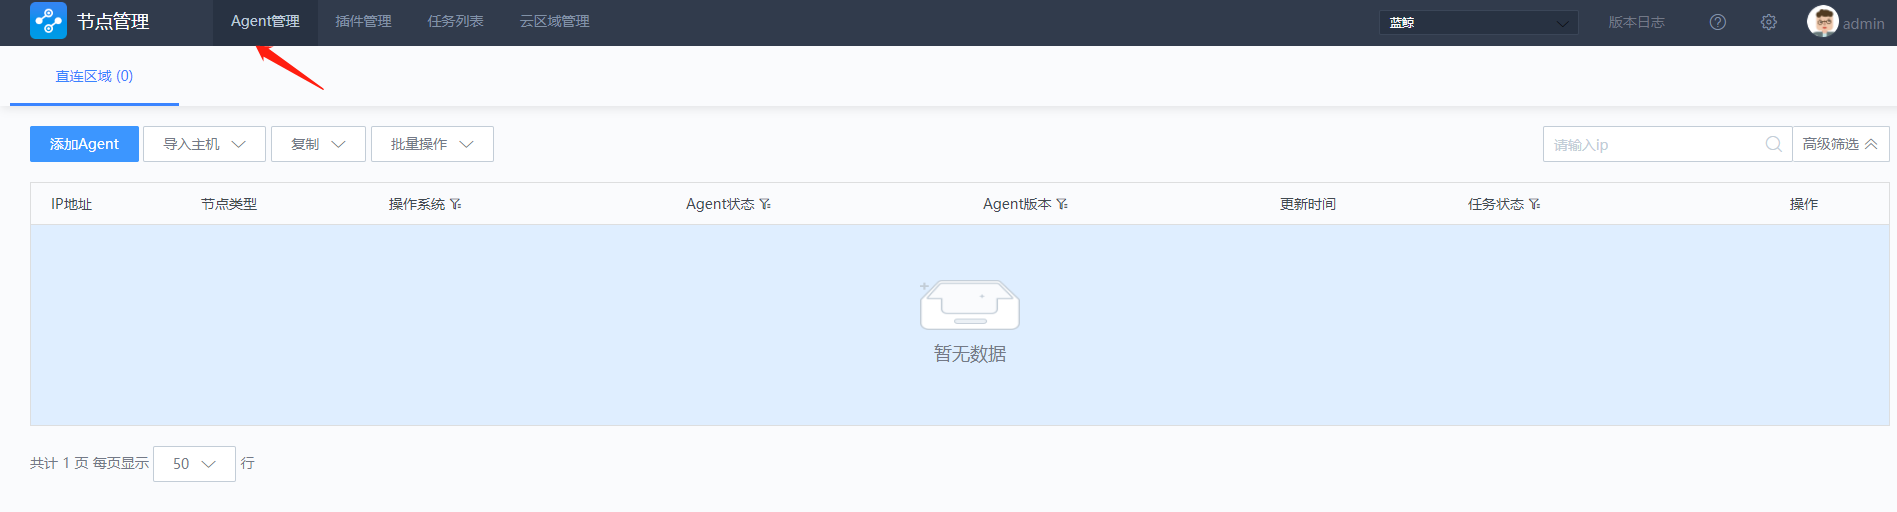 节点管理 Agent管理 插件管理 任务列表 云区域管理 蓝鲸 版本日志 admin
直连区域 (0)
添加Agent 导入主机 复制 批量操作 请输入ip 高级筛选
IP地址 节点类型 操作系统 Agent状态 Agent版本 更新时间 任务状态 操作
暂无数据
共计 1 页 每页显示 50 行